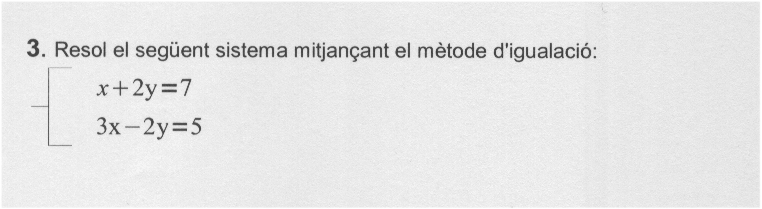 3. Resol el següent sistema mitjançant el mètode d'igualació:
x+2y=7
3x−2y=5